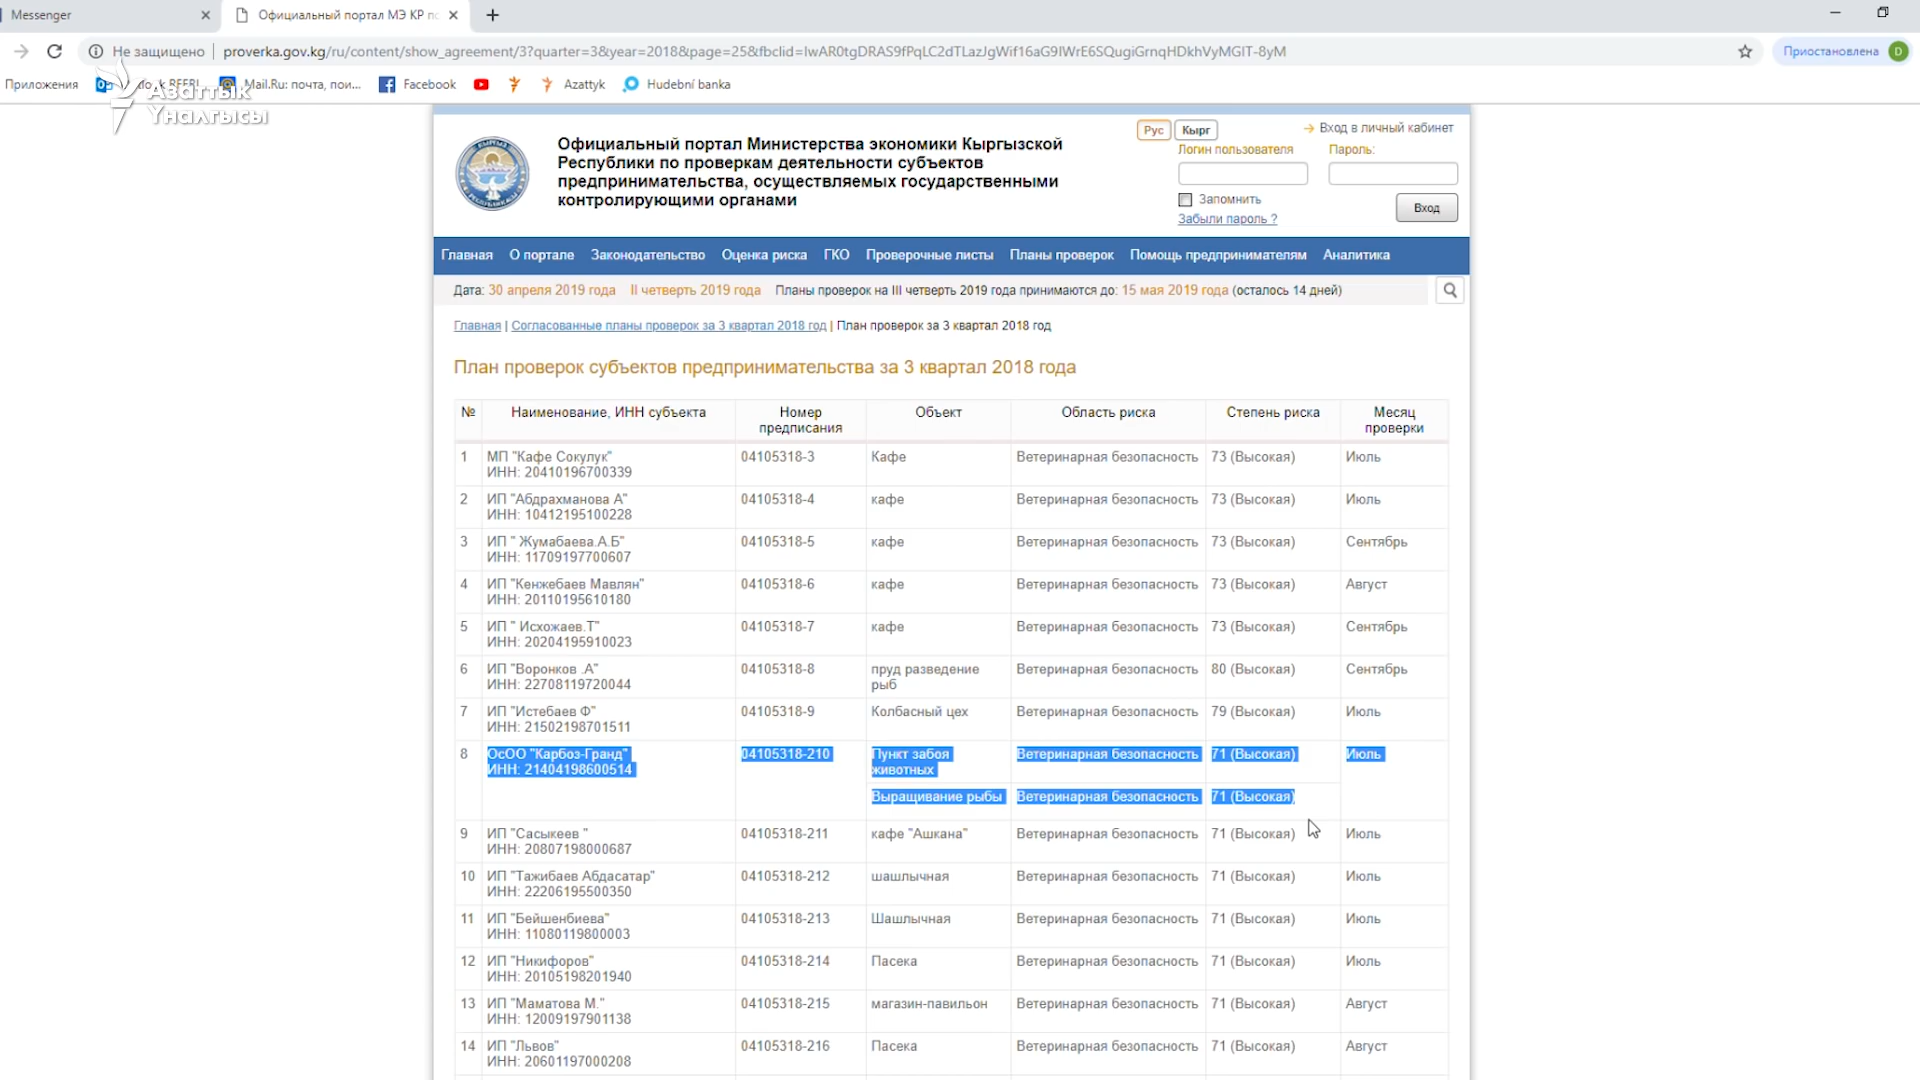 Messenger
Официальный портал МЭ КР по
Не защищено
proverka.gov.kg/ru/content/show_agreement/3?quarter=3&year=2018&page=25&fbclid=IwAR0tgDRAS9fPqLC2dTLazJgWif16aG9IWrE6SQugiGrnqHDkhVyMGIT-8yM
Приостановлена
D
Приложения
Mail.Ru: почта, пои...
Facebook
Azattyk
Hudební banka
Азаттык
Үналгысы
Официальный портал Министерства экономики Кыргызской
Республики по проверкам деятельности субъектов
предпринимательства, осуществляемых государственными
контролирующими органами
Рус Кырг
Вход в личный кабинет
Логин пользователя Пароль:
Запомнить
Забыли пароль ?
Вход
Главная О портале Законодательство Оценка риска ГКО Проверочные листы Планы проверок Помощь предпринимателям Аналитика
Дата: 30 апреля 2019 года II четверть 2019 года Планы проверок на III четверть 2019 года принимаются до: 15 мая 2019 года (осталось 14 дней)
Главная | Согласованные планы проверок за 3 квартал 2018 год | План проверок за 3 квартал 2018 год
План проверок субъектов предпринимательства за 3 квартал 2018 года
№ Наименование, ИНН субъекта Номер предписания Объект Область риска Степень риска Месяц проверки
1 МП "Кафе Сокулук" 04105318-3 Кафе Ветеринарная безопасность 73 (Высокая) Июль
ИНН: 20410196700339
2 ИП "Абдрахманова А" 04105318-4 кафе Ветеринарная безопасность 73 (Высокая) Июль
ИНН: 10412195100228
3 ИП " Жумабаева.А.Б" 04105318-5 кафе Ветеринарная безопасность 73 (Высокая) Сентябрь
ИНН: 11709197700607
4 ИП "Кенжебаев Мавлян" 04105318-6 кафе Ветеринарная безопасность 73 (Высокая) Август
ИНН: 20110195610180
5 ИП " Исхожаев.Т" 04105318-7 кафе Ветеринарная безопасность 73 (Высокая) Сентябрь
ИНН: 20204195910023
6 ИП "Воронков .А" 04105318-8 пруд разведение Ветеринарная безопасность 80 (Высокая) Сентябрь
ИНН: 22708119720044 рыб
7 ИП "Истебаев Ф" 04105318-9 Колбасный цех Ветеринарная безопасность 79 (Высокая) Июль
ИНН: 21502198701511
8 ОсОО "Карбоз-Гранд" 04105318-210 Пункт забоя Ветеринарная безопасность 71 (Высокая) Июль
ИНН: 21404198600514 животных
Выращивание рыбы Ветеринарная безопасность 71 (Высокая)
9 ИП "Сасыкеев " 04105318-211 кафе "Ашкана" Ветеринарная безопасность 71 (Высокая) Июль
ИНН: 20807198000687
10 ИП "Тажибаев Абдасатар" 04105318-212 шашлычная Ветеринарная безопасность 71 (Высокая) Июль
ИНН: 22206195500350
11 ИП "Бейшенбиева" 04105318-213 Шашлычная Ветеринарная безопасность 71 (Высокая) Июль
ИНН: 11080119800003
12 ИП "Никифоров" 04105318-214 Пасека Ветеринарная безопасность 71 (Высокая) Июль
ИНН: 20105198201940
13 ИП "Маматова М." 04105318-215 магазин-павильон Ветеринарная безопасность 71 (Высокая) Август
ИНН: 12009197901138
14 ИП "Львов" 04105318-216 Пасека Ветеринарная безопасность 71 (Высокая) Август
ИНН: 20601197000208